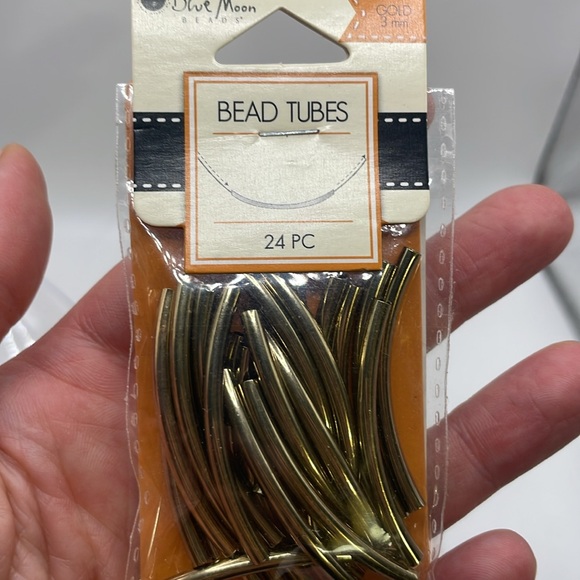 Blue Moon
BEADS
GOLD
3 mm
BEAD TUBES
24 PC